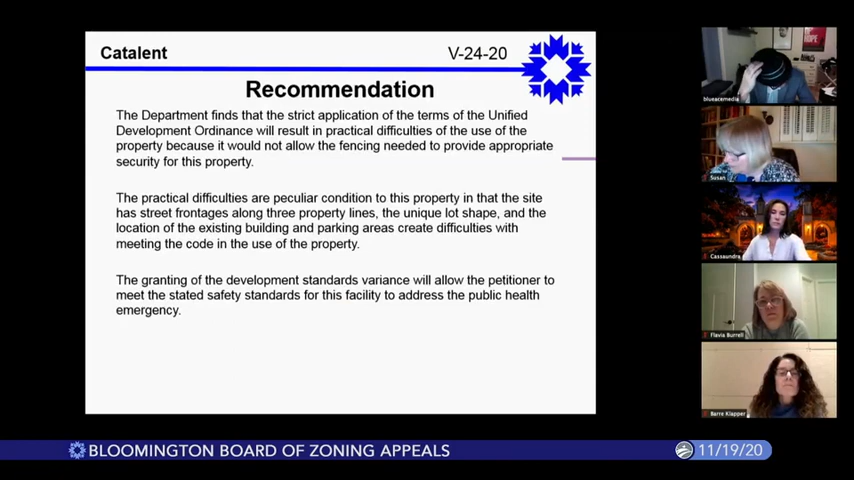 Catalent
V-24-20
Recommendation
The Department finds that the strict application of the terms of the Unified
Development Ordinance will result in practical difficulties of the use of the
property because it would not allow the fencing needed to provide appropriate
security for this property.
The practical difficulties are peculiar condition to this property in that the site
has street frontages along three property lines, the unique lot shape, and the
location of the existing building and parking areas create difficulties with
meeting the code in the use of the property.
The granting of the development standards variance will allow the petitioner to
meet the stated safety standards for this facility to address the public health
emergency.
blueacemedia
Susan
Cassaundra
Flavia Burrell
Barre Klapper
BLOOMINGTON BOARD OF ZONING APPEALS
11/19/20